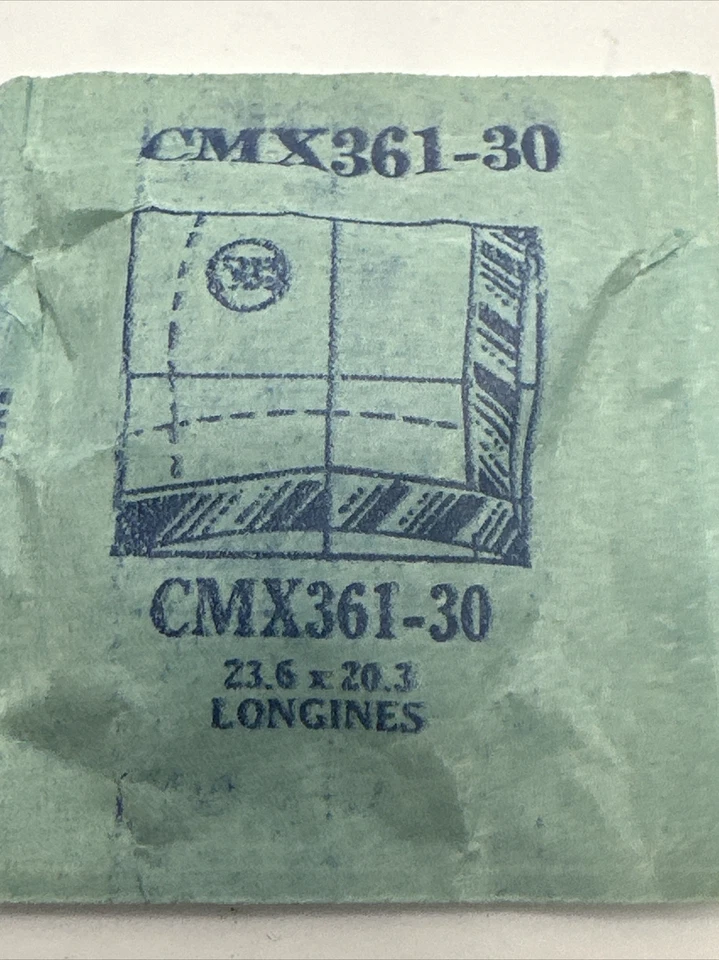 CMX361-30
CMX361-30
23.6 x 20.3
LONGINES